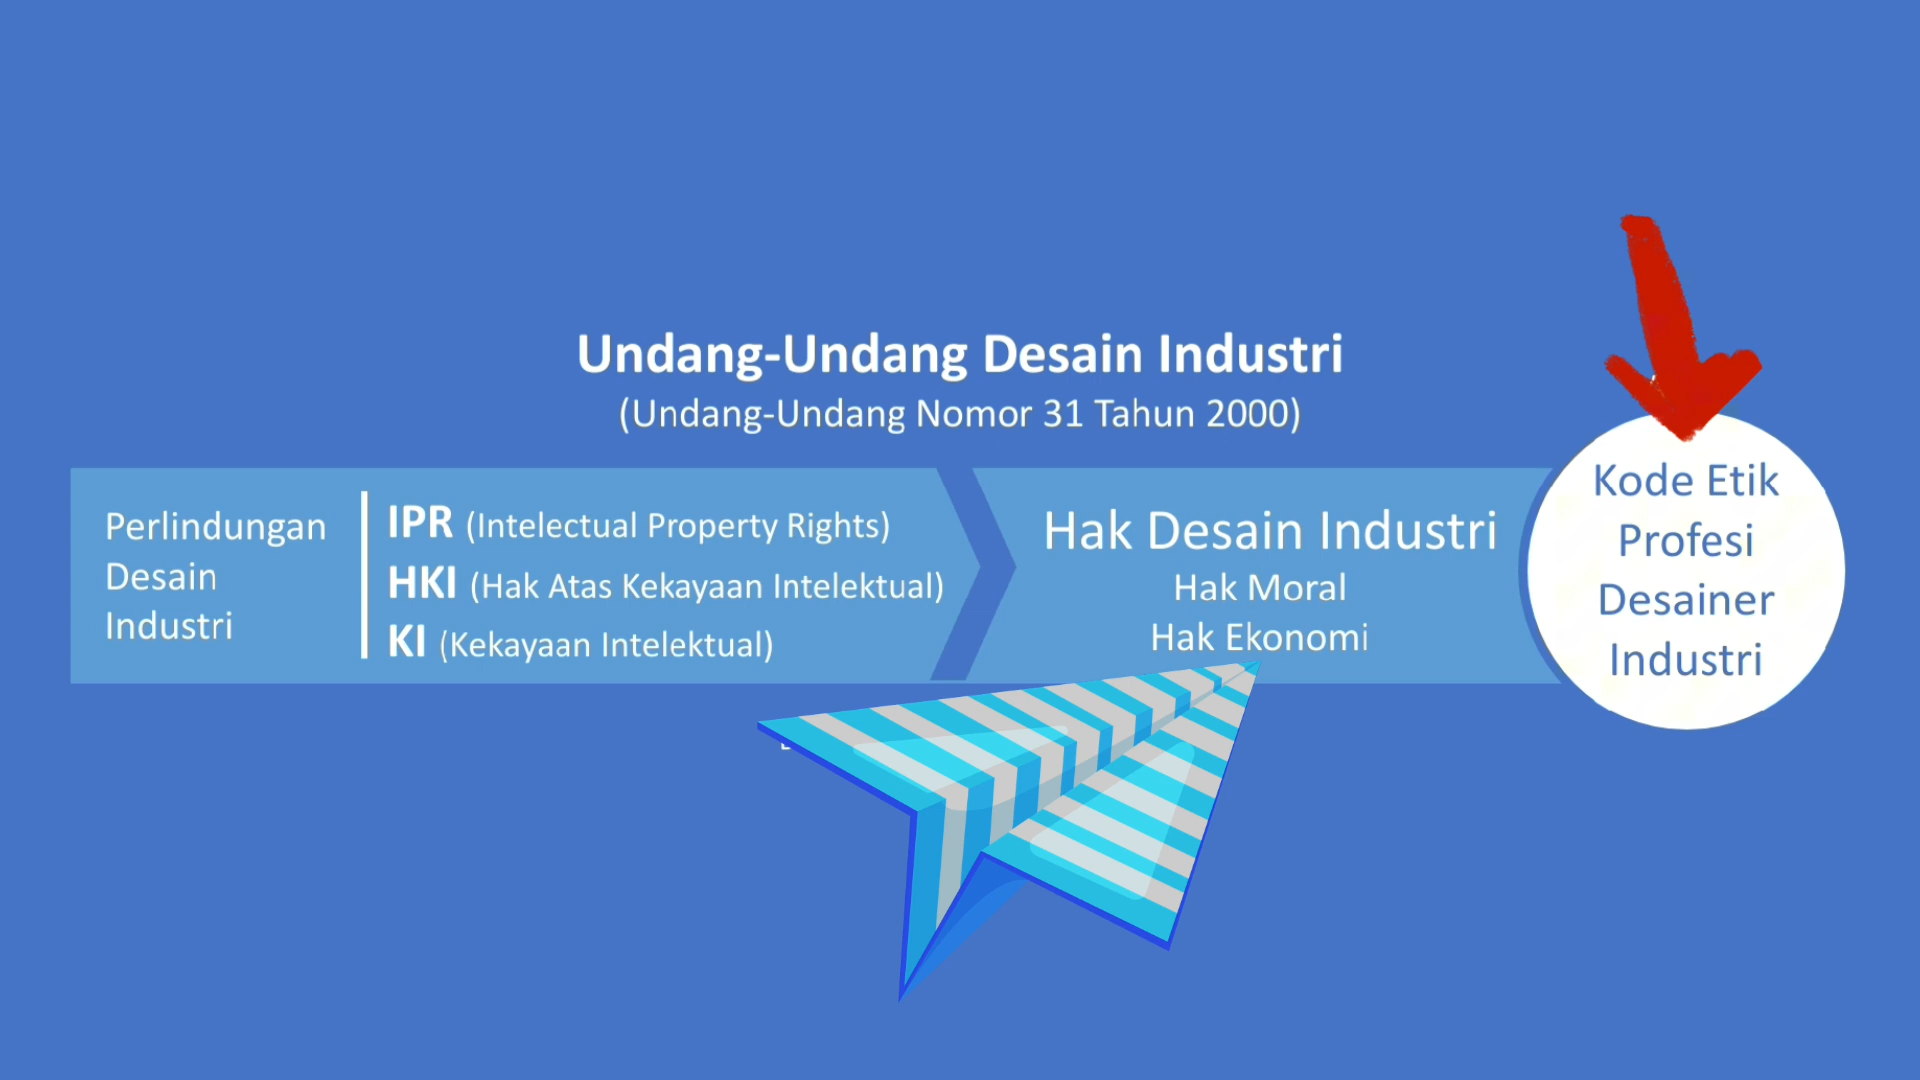 Undang-Undang Desain Industri
(Undang-Undang Nomor 31 Tahun 2000)
Perlindungan
Desain
Industri
IPR (Intelectual Property Rights)
HKI (Hak Atas Kekayaan Intelektual)
KI (Kekayaan Intelektual)
Hak Desain Industri
Hak Moral
Hak Ekonomi
Kode Etik
Profesi
Desainer
Industri